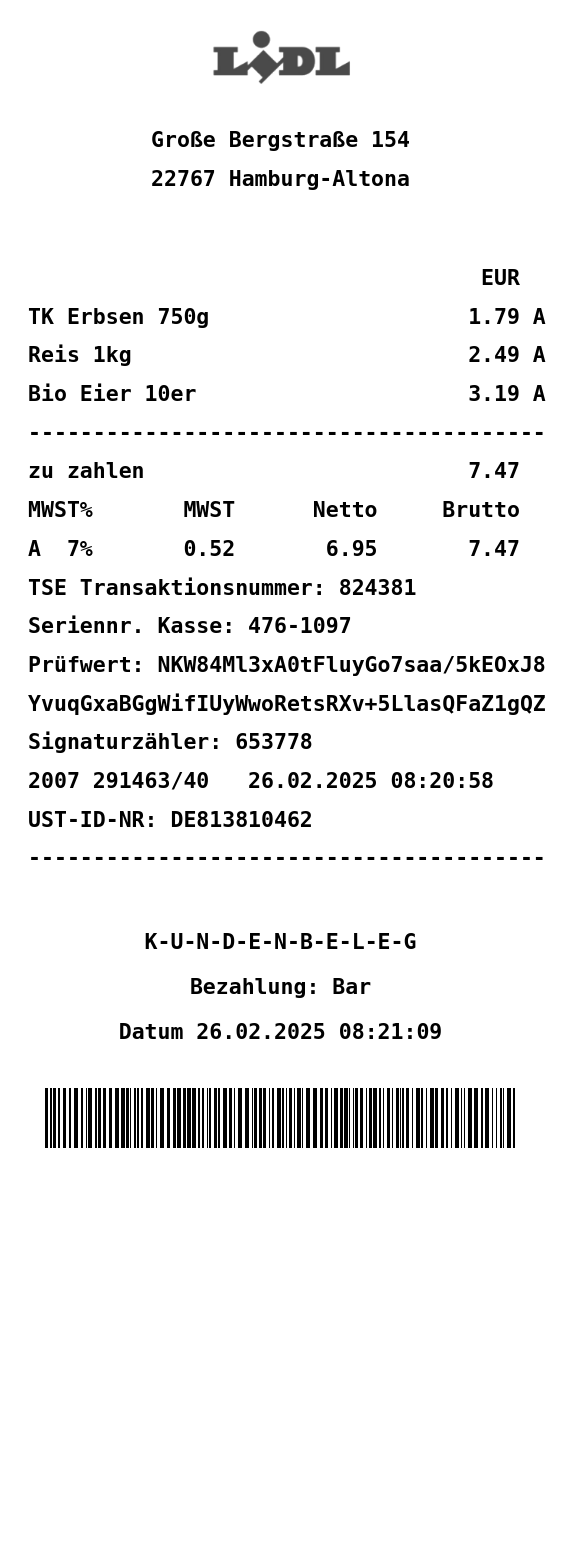 LIDL
Große Bergstraße 154
22767 Hamburg-Altona
EUR
TK Erbsen 750g 1.79 A
Reis 1kg 2.49 A
Bio Eier 10er 3.19 A
----------------------------------------
zu zahlen 7.47
MWST% MWST Netto Brutto
A 7% 0.52 6.95 7.47
TSE Transaktionsnummer: 824381
Seriennr. Kasse: 476-1097
Prüfwert: NKW84Ml3xA0tFluyGo7saa/5kEOxJ8
YvuqGxaBGgWifIUyWwoRetsRXv+5LlasQFaZ1gQZ
Signaturzähler: 653778
2007 291463/40 26.02.2025 08:20:58
UST-ID-NR: DE813810462
----------------------------------------
K-U-N-D-E-N-B-E-L-E-G
Bezahlung: Bar
Datum 26.02.2025 08:21:09